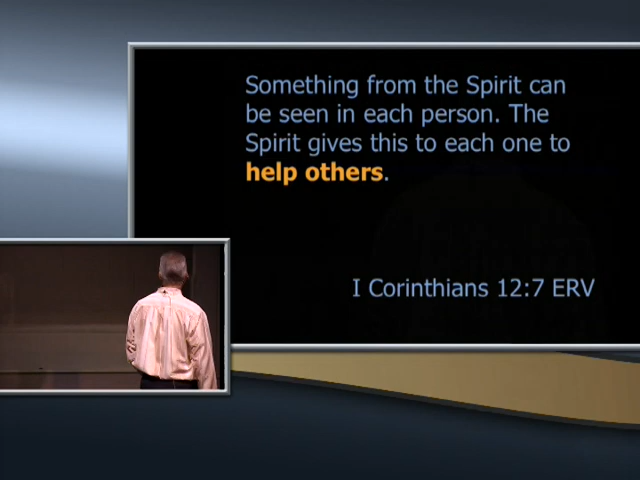 Something from the Spirit can
be seen in each person. The
Spirit gives this to each one to
help others.
I Corinthians 12:7 ERV